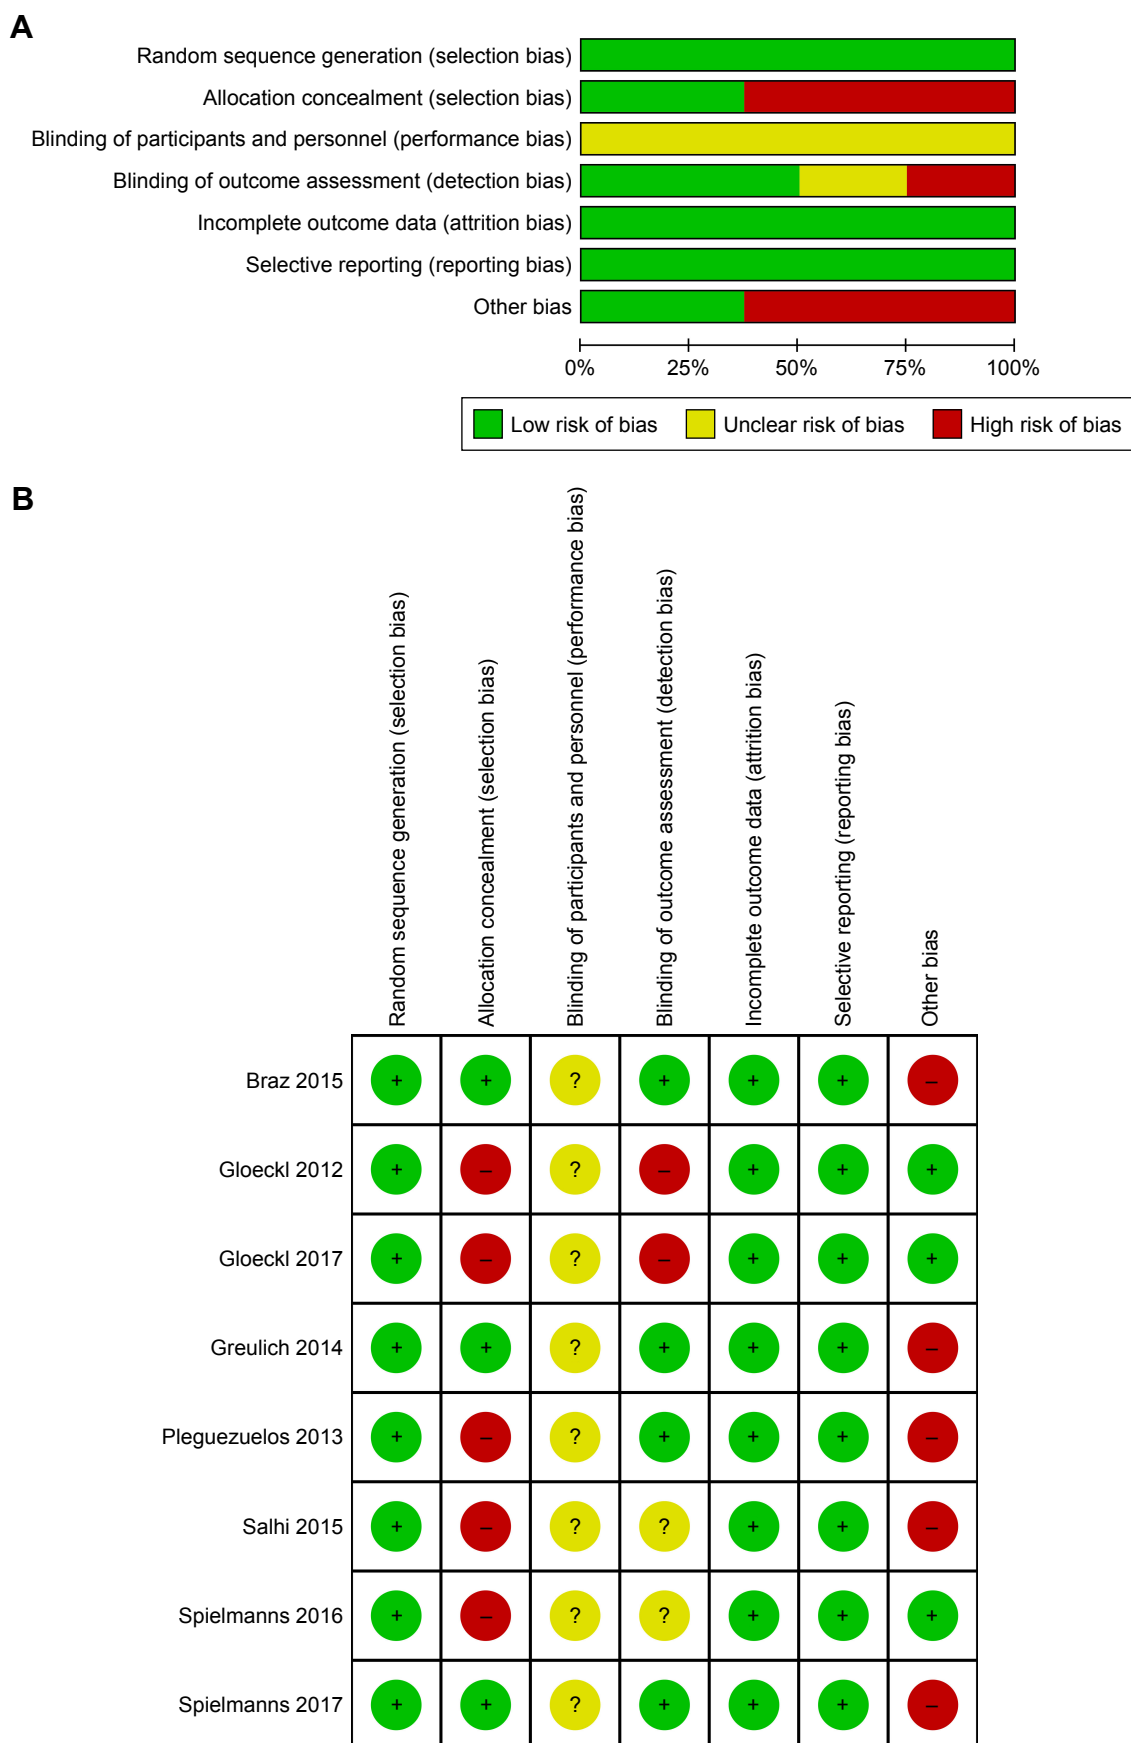 A
Random sequence generation (selection bias)
Allocation concealment (selection bias)
Blinding of participants and personnel (performance bias)
Blinding of outcome assessment (detection bias)
Incomplete outcome data (attrition bias)
Selective reporting (reporting bias)
Other bias
0% 25% 50% 75% 100%
Low risk of bias Unclear risk of bias High risk of bias
B
Random sequence generation (selection bias)
Allocation concealment (selection bias)
Blinding of participants and personnel (performance bias)
Blinding of outcome assessment (detection bias)
Incomplete outcome data (attrition bias)
Selective reporting (reporting bias)
Other bias
Braz 2015 + + ? + + + –
Gloeckl 2012 + – ? – + + +
Gloeckl 2017 + – ? – + + +
Greulich 2014 + + ? + + + –
Pleguezuelos 2013 + – ? + + + –
Salhi 2015 + – ? ? + + –
Spielmanns 2016 + – ? ? + + +
Spielmanns 2017 + + ? + + + –